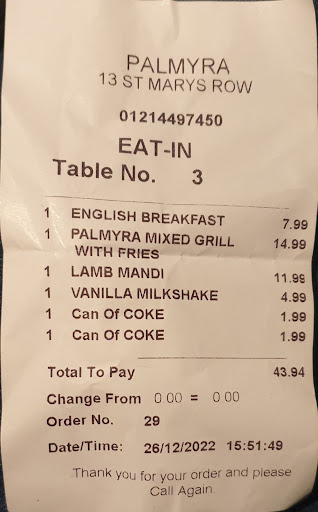 PALMYRA
13 ST MARYS ROW
01214497450
EAT-IN
Table No. 3
1 ENGLISH BREAKFAST 7.99
1 PALMYRA MIXED GRILL 14.99
WITH FRIES
1 LAMB MANDI 11.99
1 VANILLA MILKSHAKE 4.99
1 Can Of COKE 1.99
1 Can Of COKE 1.99
Total To Pay 43.94
Change From 0.00 = 0.00
Order No. 29
Date/Time: 26/12/2022 15:51:49
Thank you for your order and please
Call Again.